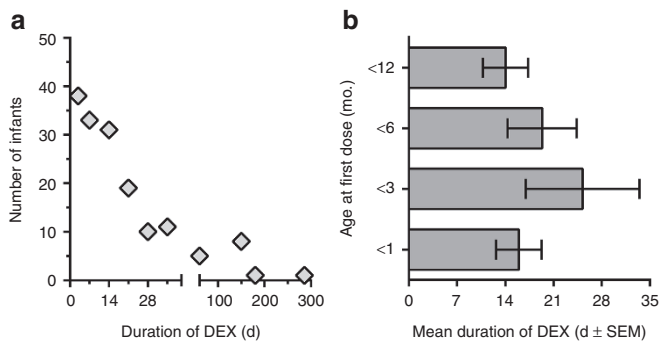 a
50
40
30
20
10
0
Number of infants
0 14 28 100 200 300
Duration of DEX (d)
b
<12
<6
<3
<1
Age at first dose (mo.)
0 7 14 21 28 35
Mean duration of DEX (d ± SEM)